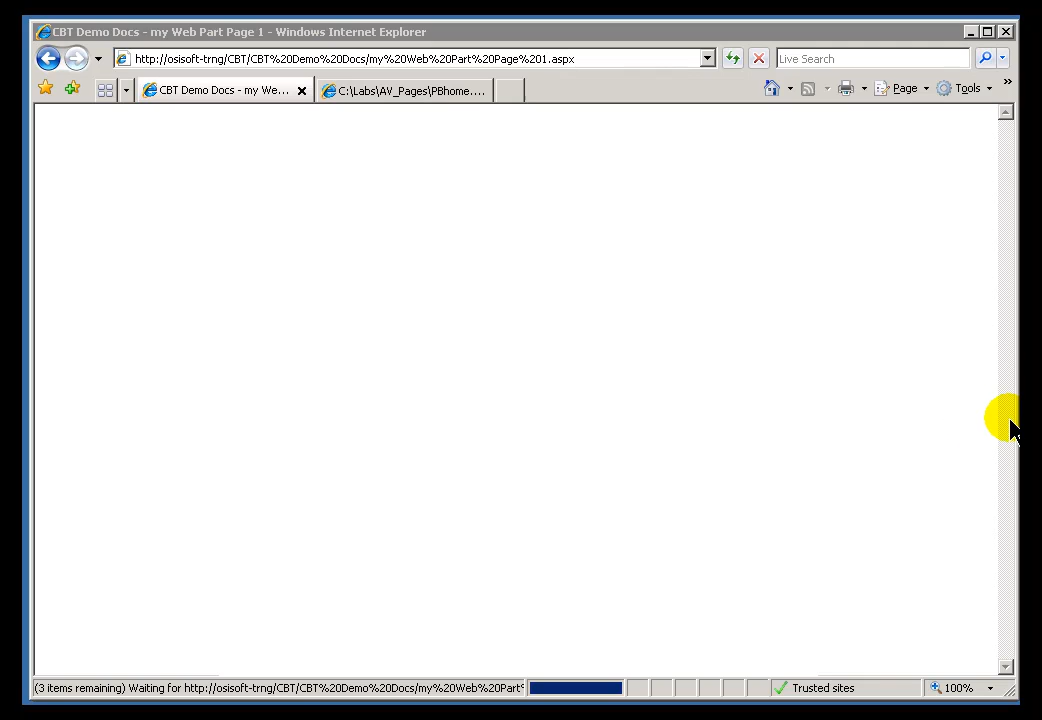 CBT Demo Docs - my Web Part Page 1 - Windows Internet Explorer
http://osisoft-trng/CBT/CBT%20Demo%20Docs/my%20Web%20Part%20Page%201.aspx
Live Search
CBT Demo Docs - my We...
C:\Labs\AV_Pages\PBhome....
Page
Tools
(3 items remaining) Waiting for http://osisoft-trng/CBT/CBT%20Demo%20Docs/my%20Web%20Part%
Trusted sites
100%